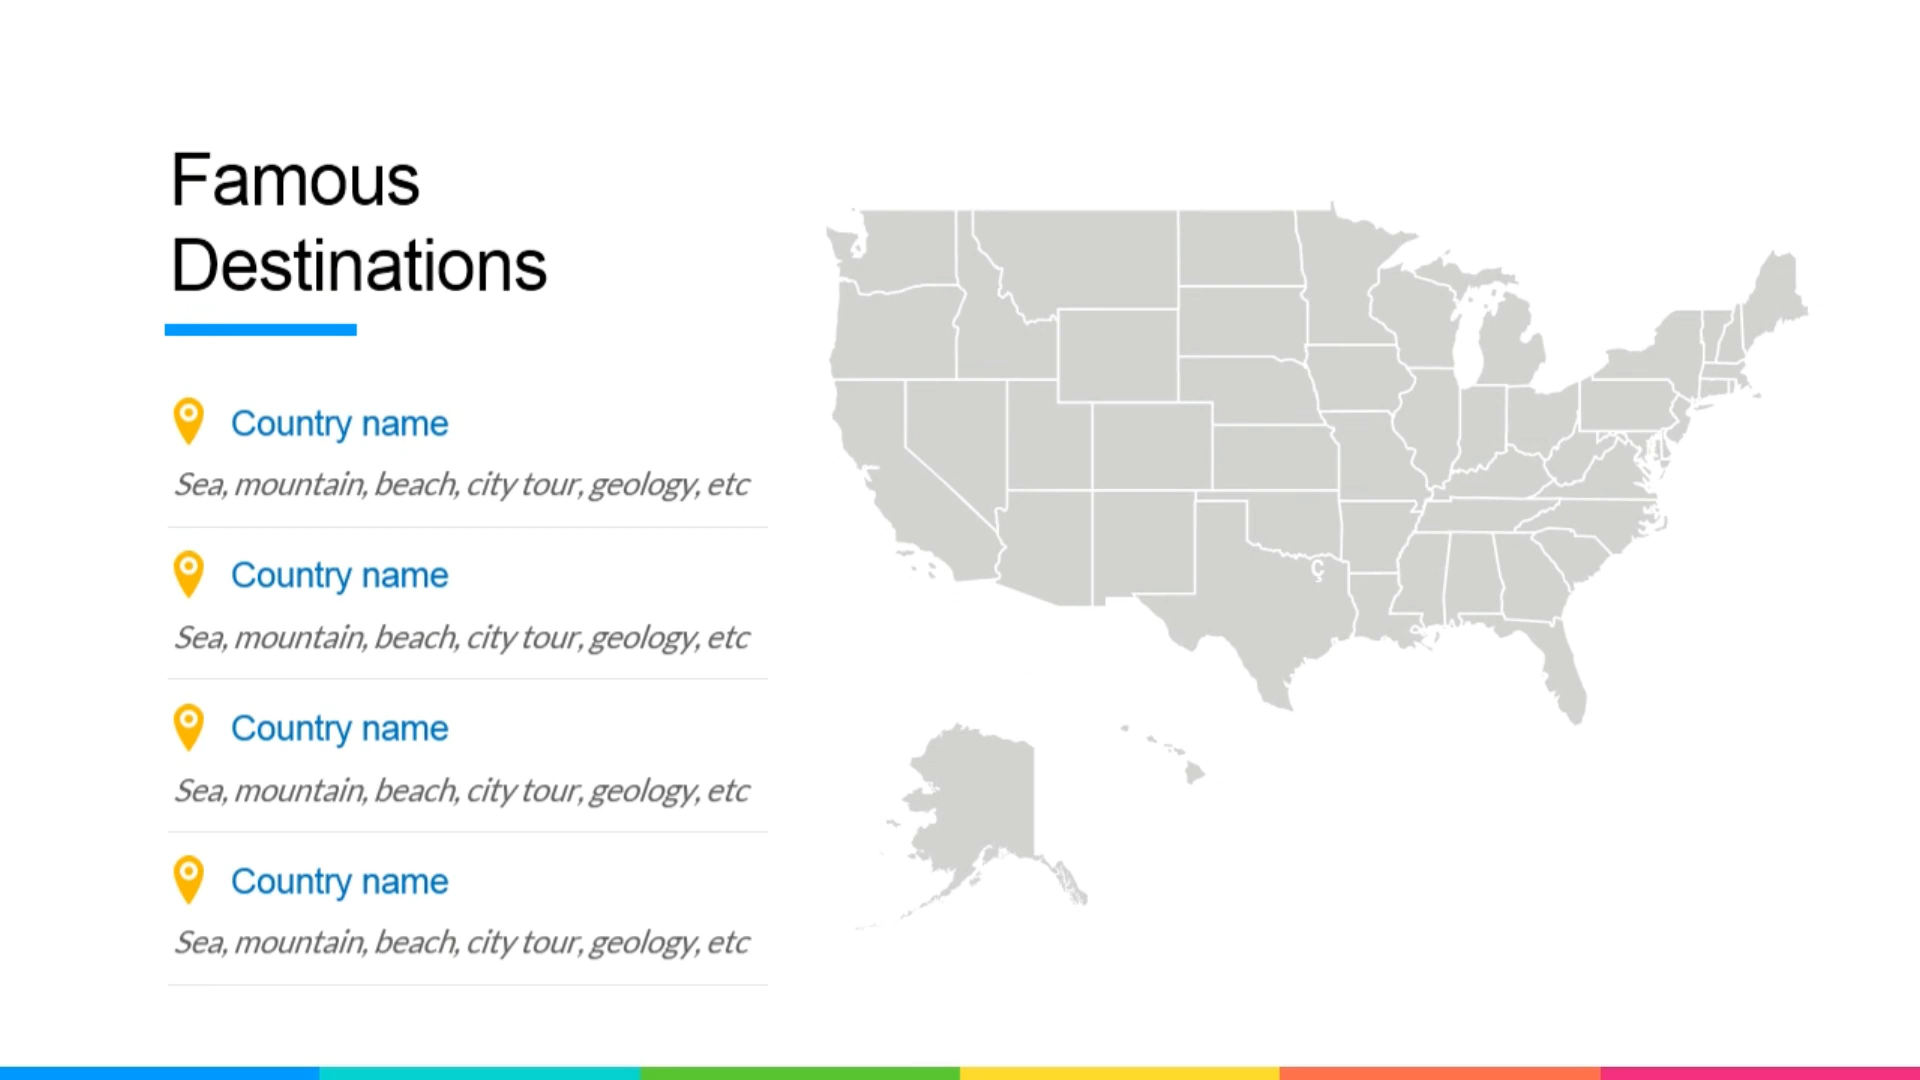 Famous
Destinations
Country name
Sea, mountain, beach, city tour, geology, etc
Country name
Sea, mountain, beach, city tour, geology, etc
Country name
Sea, mountain, beach, city tour, geology, etc
Country name
Sea, mountain, beach, city tour, geology, etc
Ç